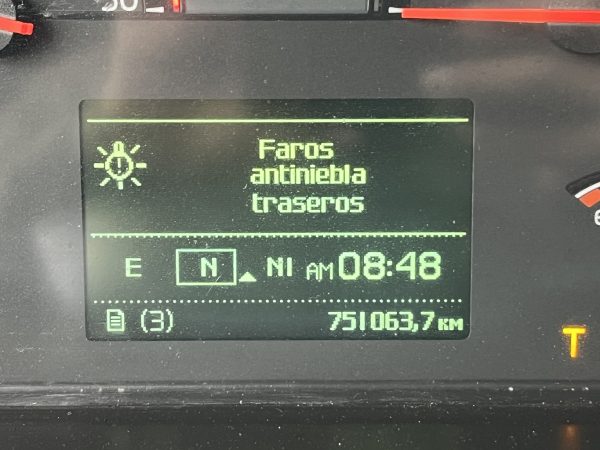 Faros
antiniebla
traseros
E N NI AM 08:48
(3) 751063,7 KM
T